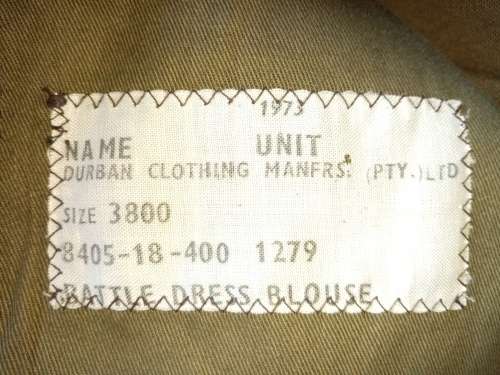 1973
NAME UNIT
DURBAN CLOTHING MANFRS. (PTY.)LTD
SIZE 3800
8405-18-400 1279
BATTLE DRESS BLOUSE